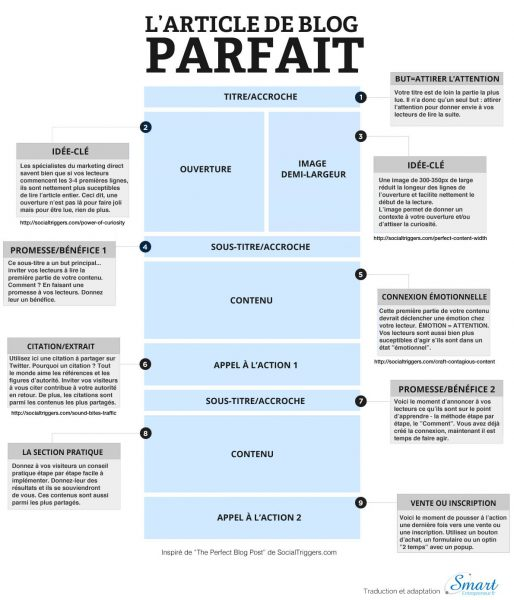 L'ARTICLE DE BLOG
PARFAIT
TITRE/ACCROCHE
1
BUT=ATTIRER L'ATTENTION
Votre titre est de loin la partie la plus
lue. Il n'a donc qu'un seul but : attirer
l'attention pour donner envie à vos
lecteurs de lire la suite.
2
OUVERTURE
IDÉE-CLÉ
Les spécialistes du marketing direct
savent bien que si vos lecteurs
commencent les 3-4 premières lignes,
ils sont nettement plus susceptibles
de lire l'article entier. Ceci dit, une
ouverture n'est pas là pour faire joli
mais pour être lue, rien de plus.
http://socialtriggers.com/power-of-curiosity
3
IMAGE
DEMI-LARGEUR
IDÉE-CLÉ
Une image de 300-350px de large
réduit la longeur des lignes de
l'ouverture et facilite nettement le
début de la lecture.
L'image permet de donner un
contexte à votre ouverture et/ou
d'attiser la curiosité.
http://socialtriggers.com/perfect-content-width
4
SOUS-TITRE/ACCROCHE
PROMESSE/BÉNÉFICE 1
Ce sous-titre a un but principal...
inviter vos lecteurs à lire la
première partie de votre contenu.
Comment ? En faisant une
promesse à vos lecteurs. Donnez
leur un bénéfice.
5
CONTENU
CONNEXION ÉMOTIONNELLE
Cette première partie de votre contenu
devrait déclencher une émotion chez
votre lecteur. ÉMOTION = ATTENTION.
Vos lecteurs sont aussi bien plus
susceptibles d'agir s'ils sont dans un
état "émotionnel".
http://socialtriggers.com/craft-contagious-content
6
APPEL À L'ACTION 1
CITATION/EXTRAIT
Utilisez ici une citation à partager sur
Twitter. Pourquoi un citation ? Tout
le monde aime les références et les
figures d'autorité. Inviter vos visiteurs
à vous citer contribue à votre autorité
en retour. De plus, les citations sont
parmi les contenus les plus partagés.
http://socialtriggers.com/sound-bites-traffic
7
SOUS-TITRE/ACCROCHE
PROMESSE/BÉNÉFICE 2
Voici le moment d'annoncer à vos
lecteurs ce qu'ils sont sur le point
d'apprendre - la méthode étape par
étape, le "Comment". Vous avez déjà
créé la connexion, maintenant il est
temps de faire agir.
8
CONTENU
LA SECTION PRATIQUE
Donnez à vos visiteurs un conseil
pratique étape par étape facile à
implémenter. Donnez-leur des
résultats et ils se souviendront
de vous. Ces contenus sont aussi
parmi les plus partagés.
9
APPEL À L'ACTION 2
VENTE OU INSCRIPTION
Voici le moment de pousser à l'action
une dernière fois vers une vente ou
une inscription. Utilisez un bouton
d'achat, un formulaire ou un optin
"2 temps" avec un popup.
Inspiré de "The Perfect Blog Post" de SocialTriggers.com
Traduction et adaptation
Smart
Entrepreneur.fr